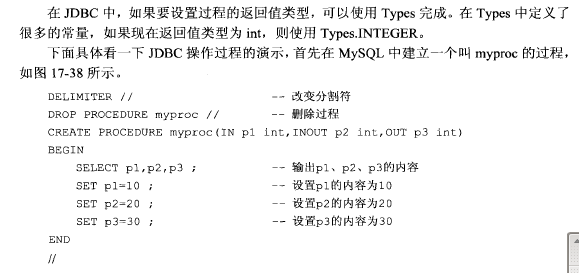 在 JDBC 中，如果要设置过程的返回值类型，可以使用 Types 完成。在 Types 中定义了
很多的常量，如果现在返回值类型为 int，则使用 Types.INTEGER。
下面具体看一下 JDBC 操作过程的演示，首先在 MySQL 中建立一个叫 myproc 的过程，
如图 17-38 所示。
DELIMITER // -- 改变分割符
DROP PROCEDURE myproc // -- 删除过程
CREATE PROCEDURE myproc(IN p1 int,INOUT p2 int,OUT p3 int)
BEGIN
SELECT p1,p2,p3 ; -- 输出p1、p2、p3的内容
SET p1=10 ; -- 设置p1的内容为10
SET p2=20 ; -- 设置p2的内容为20
SET p3=30 ; -- 设置p3的内容为30
END
//